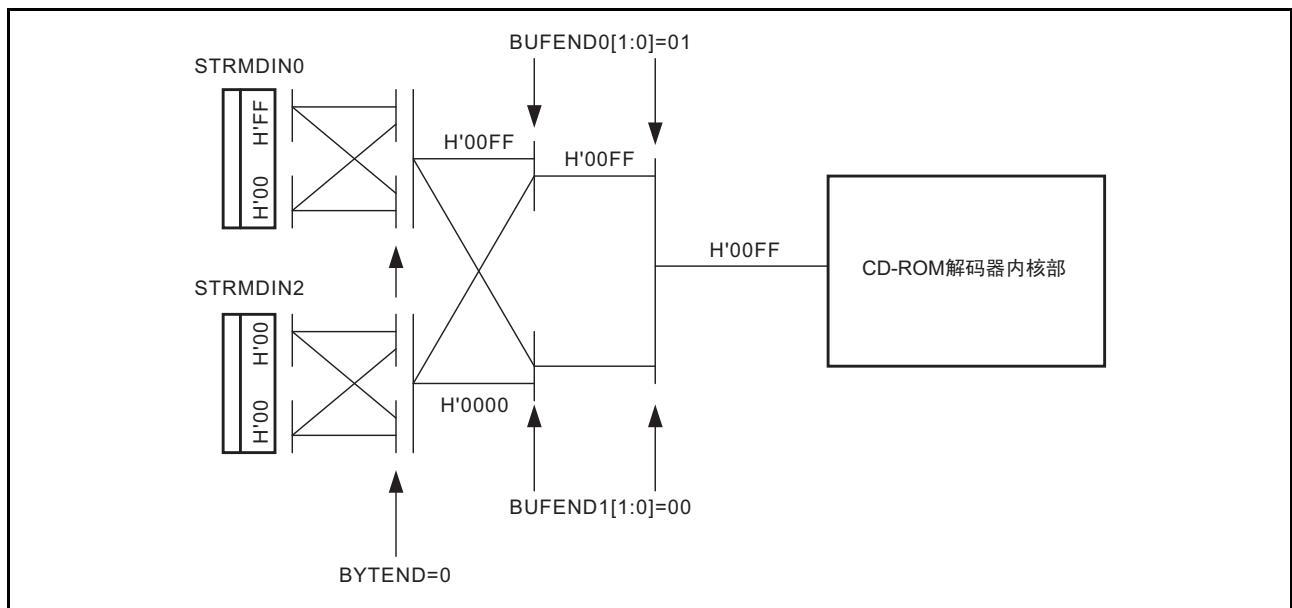 BUFEND0[1:0]=01
STRMDIN0
H'FF
H'00
H'00FF
H'00FF
H'00FF
CD-ROM解码器内核部
STRMDIN2
H'00
H'00
H'0000
BUFEND1[1:0]=00
BYTEND=0